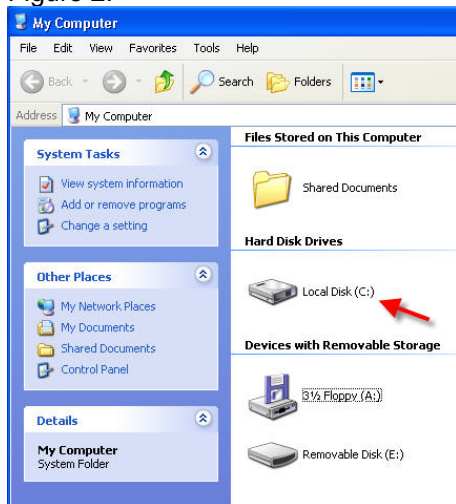 Figure 2.
My Computer
File Edit View Favorites Tools Help
Back Search Folders
Address My Computer
System Tasks
View system information
Add or remove programs
Change a setting
Other Places
My Network Places
My Documents
Shared Documents
Control Panel
Details
My Computer
System Folder
Files Stored on This Computer
Shared Documents
Hard Disk Drives
Local Disk (C:)
Devices with Removable Storage
3½ Floppy (A:)
Removable Disk (E:)